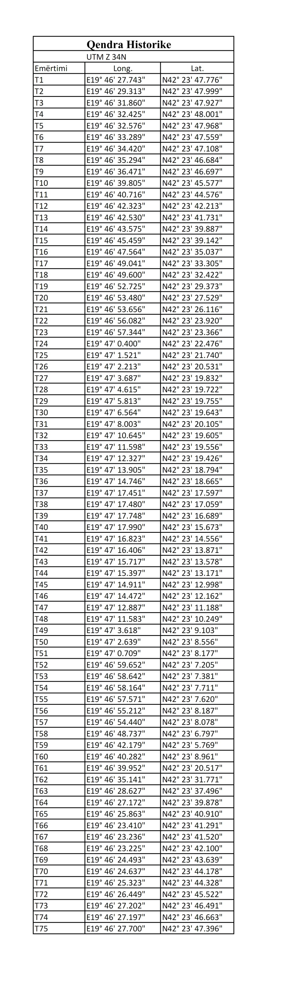 Qendra Historike
UTM Z 34N
Emërtimi Long. Lat.
T1 E19° 46' 27.743" N42° 23' 47.776"
T2 E19° 46' 29.313" N42° 23' 47.999"
T3 E19° 46' 31.860" N42° 23' 47.927"
T4 E19° 46' 32.425" N42° 23' 48.001"
T5 E19° 46' 32.576" N42° 23' 47.968"
T6 E19° 46' 33.289" N42° 23' 47.559"
T7 E19° 46' 34.420" N42° 23' 47.108"
T8 E19° 46' 35.294" N42° 23' 46.684"
T9 E19° 46' 36.471" N42° 23' 46.697"
T10 E19° 46' 39.805" N42° 23' 45.577"
T11 E19° 46' 40.716" N42° 23' 44.576"
T12 E19° 46' 42.323" N42° 23' 42.213"
T13 E19° 46' 42.530" N42° 23' 41.731"
T14 E19° 46' 43.575" N42° 23' 39.887"
T15 E19° 46' 45.459" N42° 23' 39.142"
T16 E19° 46' 47.564" N42° 23' 35.037"
T17 E19° 46' 49.041" N42° 23' 33.305"
T18 E19° 46' 49.600" N42° 23' 32.422"
T19 E19° 46' 52.725" N42° 23' 29.373"
T20 E19° 46' 53.480" N42° 23' 27.529"
T21 E19° 46' 53.656" N42° 23' 26.116"
T22 E19° 46' 56.082" N42° 23' 23.920"
T23 E19° 46' 57.344" N42° 23' 23.366"
T24 E19° 47' 0.400" N42° 23' 22.476"
T25 E19° 47' 1.521" N42° 23' 21.740"
T26 E19° 47' 2.213" N42° 23' 20.531"
T27 E19° 47' 3.687" N42° 23' 19.832"
T28 E19° 47' 4.615" N42° 23' 19.722"
T29 E19° 47' 5.813" N42° 23' 19.755"
T30 E19° 47' 6.564" N42° 23' 19.643"
T31 E19° 47' 8.003" N42° 23' 20.105"
T32 E19° 47' 10.645" N42° 23' 19.605"
T33 E19° 47' 11.598" N42° 23' 19.556"
T34 E19° 47' 12.327" N42° 23' 19.426"
T35 E19° 47' 13.905" N42° 23' 18.794"
T36 E19° 47' 14.746" N42° 23' 18.665"
T37 E19° 47' 17.451" N42° 23' 17.597"
T38 E19° 47' 17.480" N42° 23' 17.059"
T39 E19° 47' 17.748" N42° 23' 16.689"
T40 E19° 47' 17.990" N42° 23' 15.673"
T41 E19° 47' 16.823" N42° 23' 14.556"
T42 E19° 47' 16.406" N42° 23' 13.871"
T43 E19° 47' 15.717" N42° 23' 13.578"
T44 E19° 47' 15.397" N42° 23' 13.171"
T45 E19° 47' 14.911" N42° 23' 12.998"
T46 E19° 47' 14.472" N42° 23' 12.162"
T47 E19° 47' 12.887" N42° 23' 11.188"
T48 E19° 47' 11.583" N42° 23' 10.249"
T49 E19° 47' 3.618" N42° 23' 9.103"
T50 E19° 47' 2.639" N42° 23' 8.556"
T51 E19° 47' 0.709" N42° 23' 8.177"
T52 E19° 46' 59.652" N42° 23' 7.205"
T53 E19° 46' 58.642" N42° 23' 7.381"
T54 E19° 46' 58.164" N42° 23' 7.711"
T55 E19° 46' 57.571" N42° 23' 7.620"
T56 E19° 46' 55.212" N42° 23' 8.187"
T57 E19° 46' 54.440" N42° 23' 8.078"
T58 E19° 46' 48.737" N42° 23' 6.797"
T59 E19° 46' 42.179" N42° 23' 5.769"
T60 E19° 46' 40.282" N42° 23' 8.961"
T61 E19° 46' 39.952" N42° 23' 20.517"
T62 E19° 46' 35.141" N42° 23' 31.771"
T63 E19° 46' 28.627" N42° 23' 37.496"
T64 E19° 46' 27.172" N42° 23' 39.878"
T65 E19° 46' 25.863" N42° 23' 40.910"
T66 E19° 46' 23.410" N42° 23' 41.291"
T67 E19° 46' 23.236" N42° 23' 41.520"
T68 E19° 46' 23.225" N42° 23' 42.100"
T69 E19° 46' 24.493" N42° 23' 43.639"
T70 E19° 46' 24.637" N42° 23' 44.178"
T71 E19° 46' 25.323" N42° 23' 44.328"
T72 E19° 46' 26.449" N42° 23' 45.522"
T73 E19° 46' 27.202" N42° 23' 46.491"
T74 E19° 46' 27.197" N42° 23' 46.663"
T75 E19° 46' 27.700" N42° 23' 47.396"